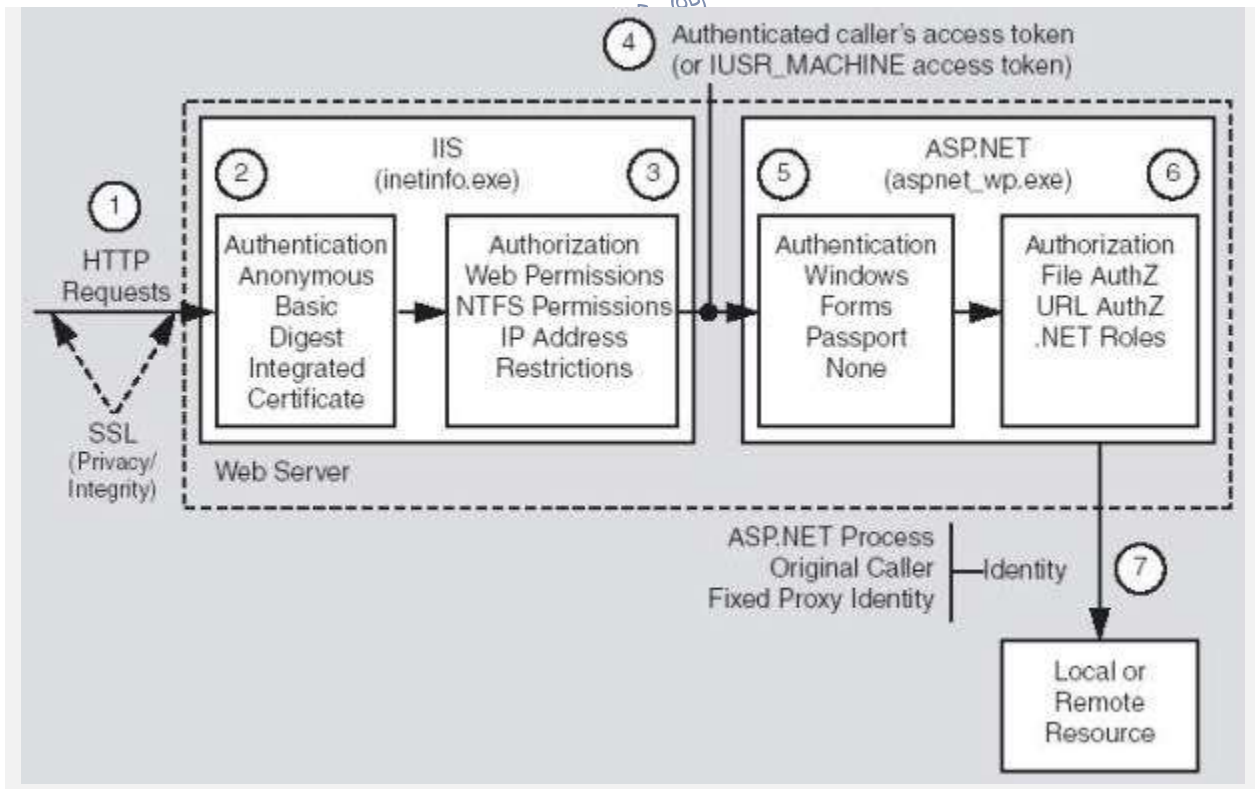 4
Authenticated caller's access token
(or IUSR_MACHINE access token)
1
HTTP
Requests
SSL
(Privacy/
Integrity)
2
IIS
(inetinfo.exe)
3
Authentication
Anonymous
Basic
Digest
Integrated
Certificate
Authorization
Web Permissions
NTFS Permissions
IP Address
Restrictions
5
ASP.NET
(aspnet_wp.exe)
6
Authentication
Windows
Forms
Passport
None
Authorization
File AuthZ
URL AuthZ
.NET Roles
Web Server
ASP.NET Process
Original Caller
Fixed Proxy Identity
Identity
7
Local or
Remote
Resource